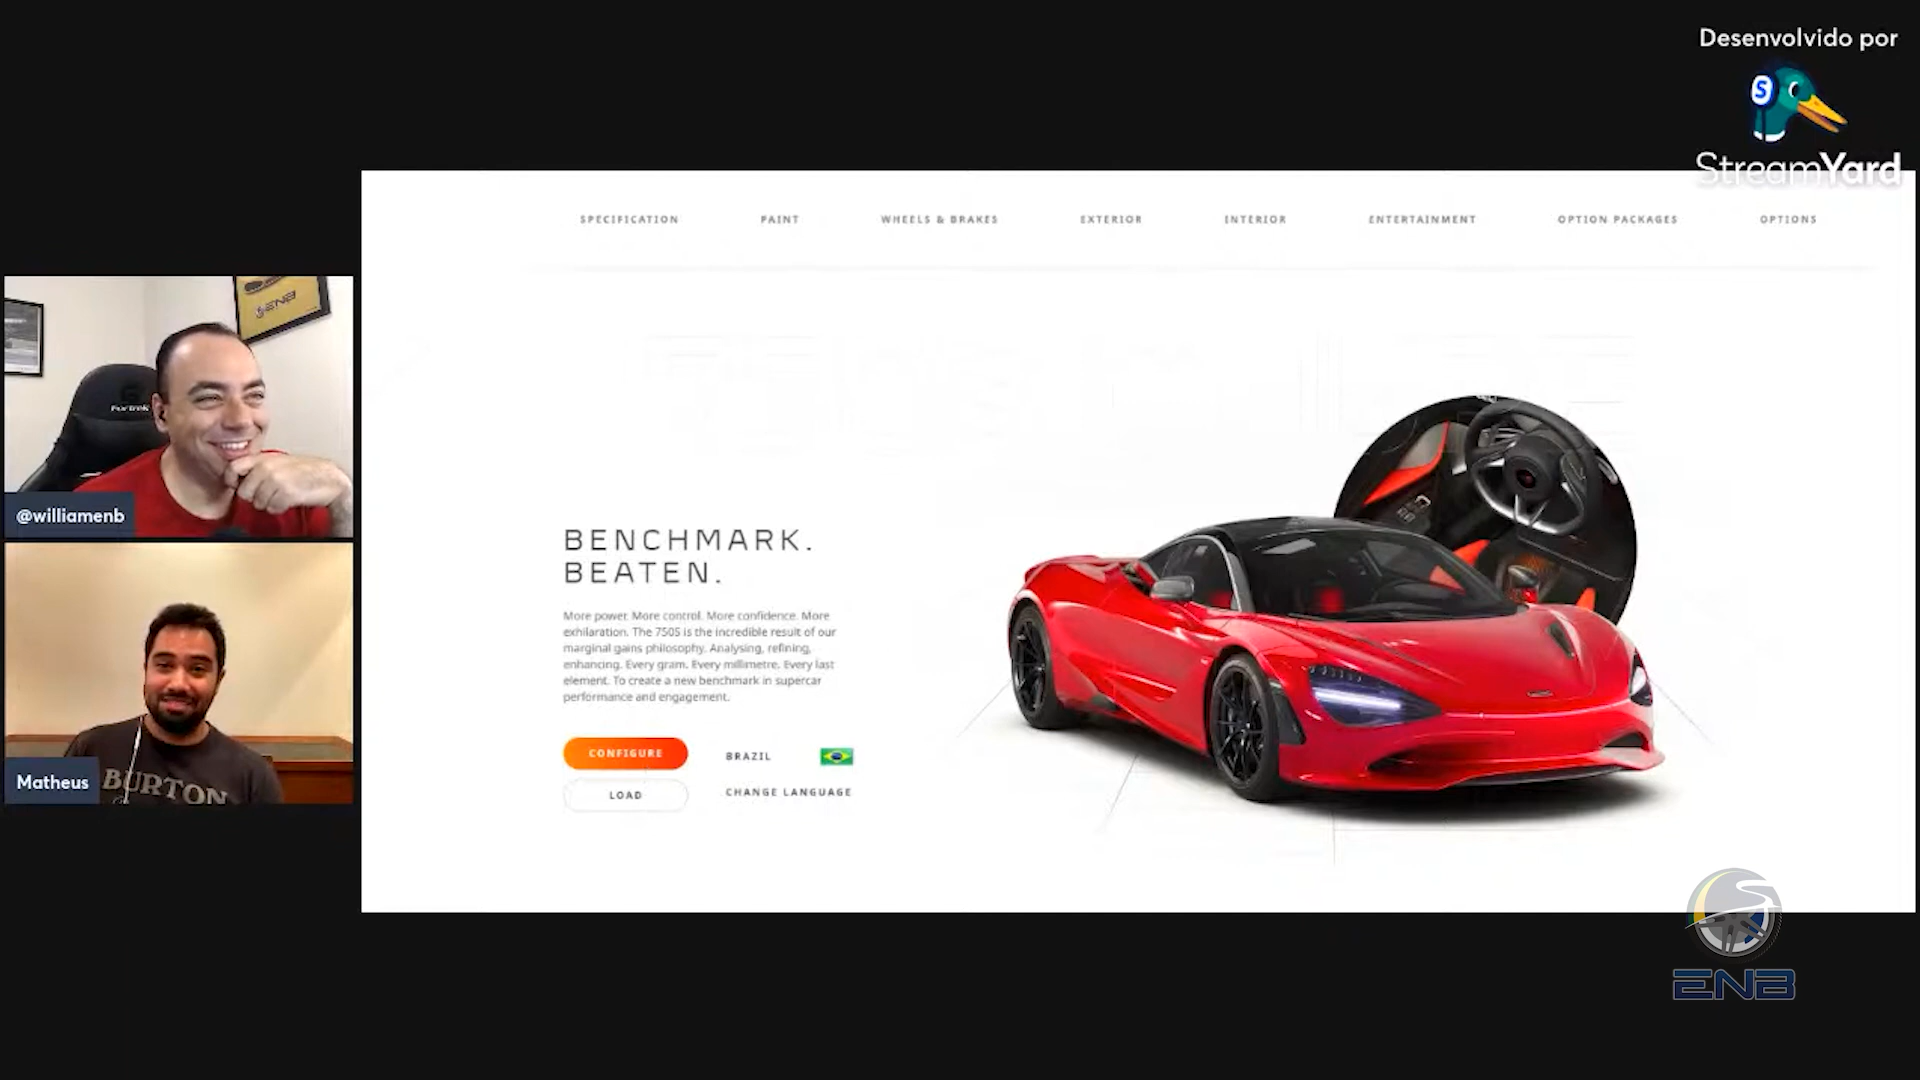 Desenvolvido por
StreamYard
SPECIFICATION
PAINT
WHEELS & BRAKES
EXTERIOR
INTERIOR
ENTERTAINMENT
OPTION PACKAGES
OPTIONS
ENB
@williamenb
BENCHMARK.
BEATEN.
More power. More control. More confidence. More
exhilaration. The 750S is the incredible result of our
marginal gains philosophy. Analysing, refining,
enhancing. Every gram. Every millimetre. Every last
element. To create a new benchmark in supercar
performance and engagement.
CONFIGURE
BRAZIL
LOAD
CHANGE LANGUAGE
Matheus
BURTON
ENB